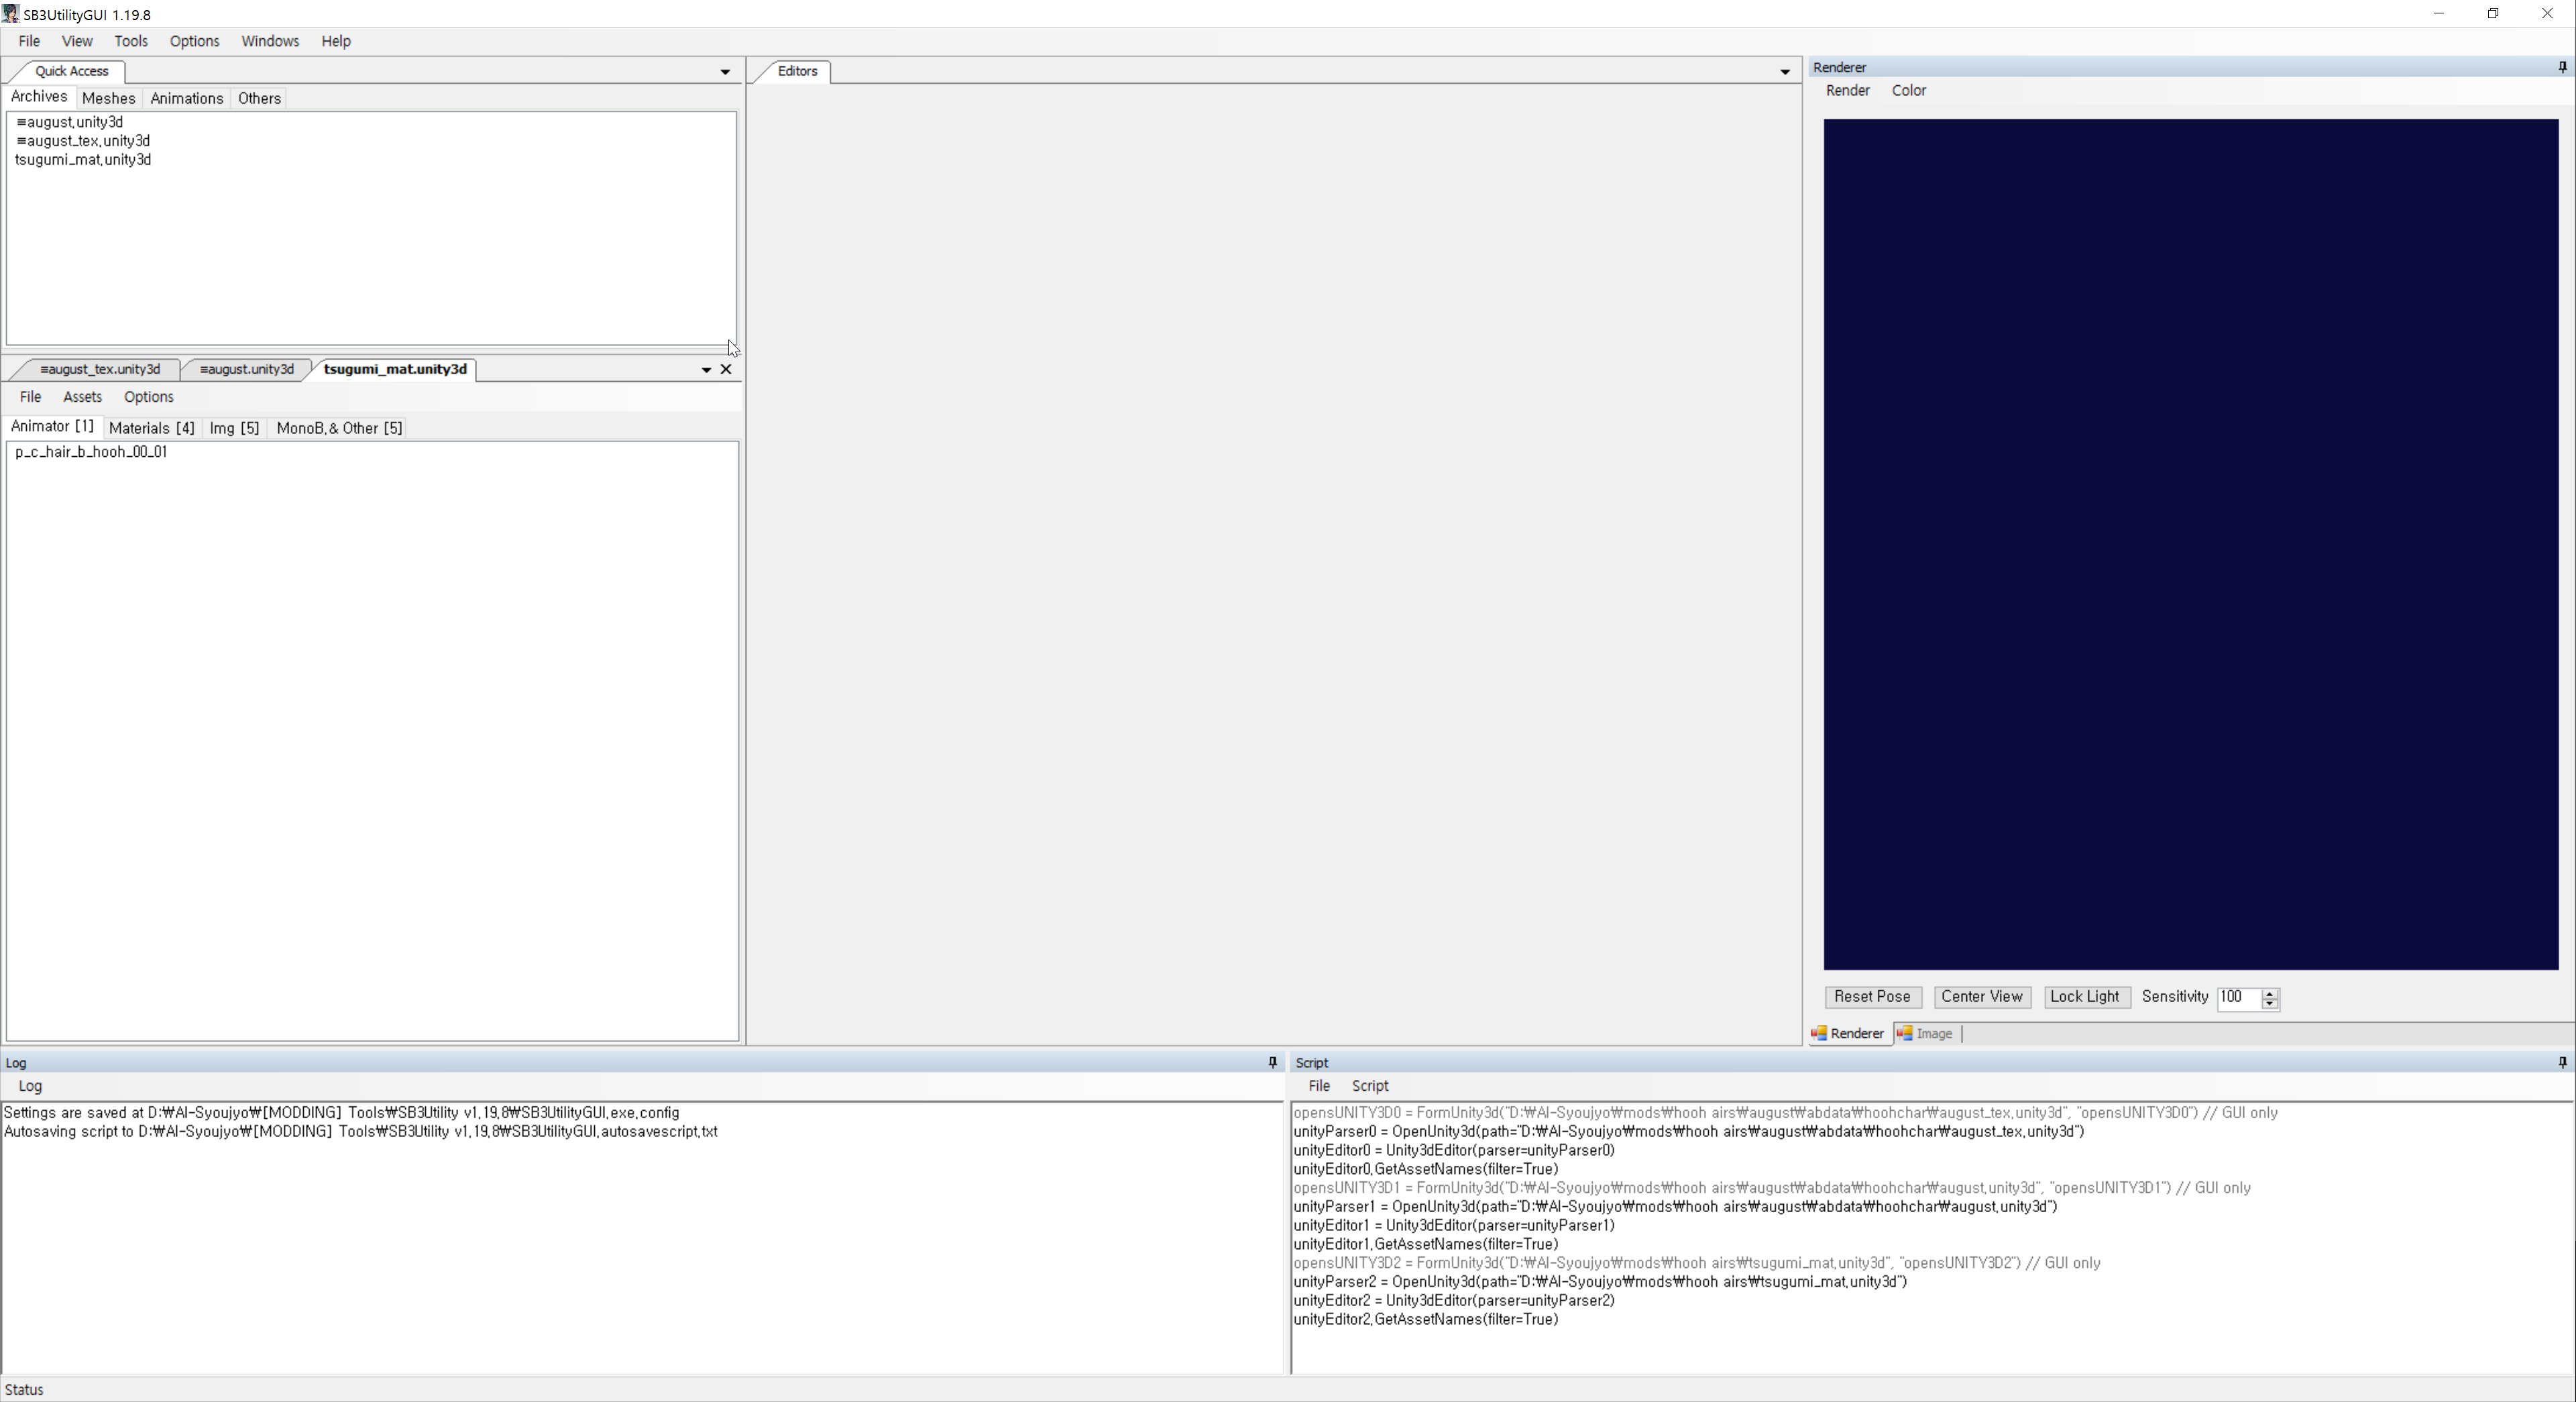 SB3UtilityGUI 1.19.8
File View Tools Options Windows Help
Quick Access
Archives Meshes Animations Others
≡august,unity3d
≡august_tex,unity3d
tsugumi_mat,unity3d
≡august_tex.unity3d ≡august.unity3d tsugumi_mat.unity3d
File Assets Options
Animator [1] Materials [4] Img [5] MonoB,& Other [5]
p_c_hair_b_hooh_00_01
Editors
Renderer
Render Color
Reset Pose Center View Lock Light Sensitivity 100
Renderer Image
Log
Log
Settings are saved at D:₩AI-Syoujyo₩[MODDING] Tools₩SB3Utility v1,19,8₩SB3UtilityGUI,exe,config
Autosaving script to D:₩AI-Syoujyo₩[MODDING] Tools₩SB3Utility v1,19,8₩SB3UtilityGUI,autosavescript,txt
Script
File Script
opensUNITY3D0 = FormUnity3d("D:₩AI-Syoujyo₩mods₩hooh airs₩august₩abdata₩hoohchar₩august_tex,unity3d", "opensUNITY3D0") // GUI only
unityParser0 = OpenUnity3d(path="D:₩AI-Syoujyo₩mods₩hooh airs₩august₩abdata₩hoohchar₩august_tex,unity3d")
unityEditor0 = Unity3dEditor(parser=unityParser0)
unityEditor0,GetAssetNames(filter=True)
opensUNITY3D1 = FormUnity3d("D:₩AI-Syoujyo₩mods₩hooh airs₩august₩abdata₩hoohchar₩august,unity3d", "opensUNITY3D1") // GUI only
unityParser1 = OpenUnity3d(path="D:₩AI-Syoujyo₩mods₩hooh airs₩august₩abdata₩hoohchar₩august,unity3d")
unityEditor1 = Unity3dEditor(parser=unityParser1)
unityEditor1,GetAssetNames(filter=True)
opensUNITY3D2 = FormUnity3d("D:₩AI-Syoujyo₩mods₩hooh airs₩tsugumi_mat,unity3d", "opensUNITY3D2") // GUI only
unityParser2 = OpenUnity3d(path="D:₩AI-Syoujyo₩mods₩hooh airs₩tsugumi_mat,unity3d")
unityEditor2 = Unity3dEditor(parser=unityParser2)
unityEditor2,GetAssetNames(filter=True)
Status